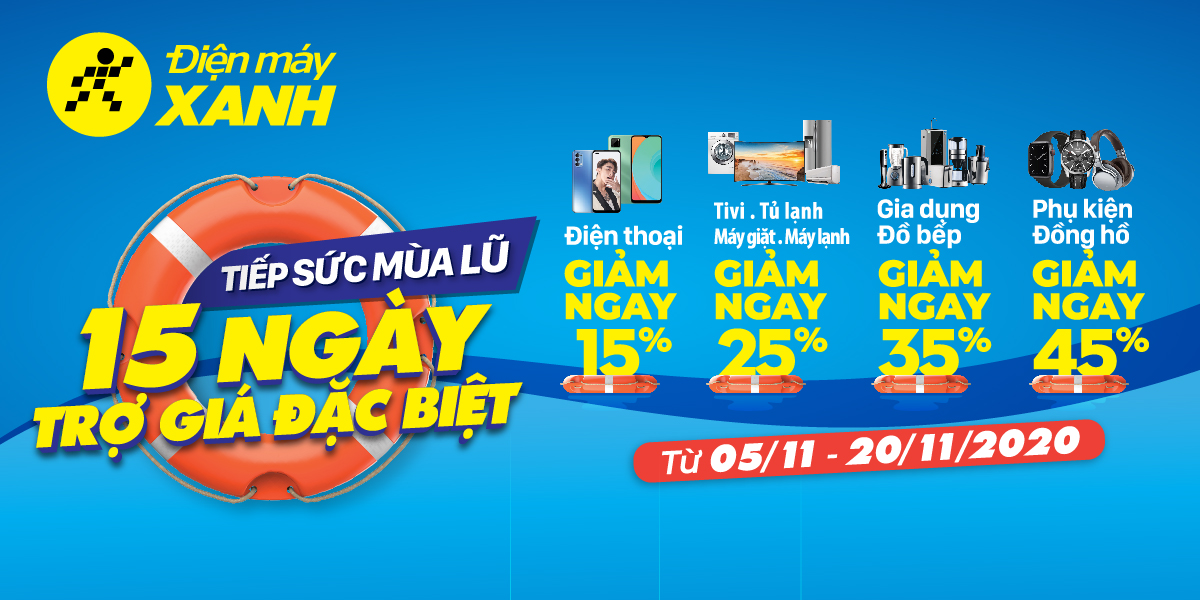 Điện máy
XANH
TIẾP SỨC MÙA LŨ
15 NGÀY
TRỢ GIÁ ĐẶC BIỆT
Điện thoại
GIẢM
NGAY
15%
Tivi . Tủ lạnh
Máy giặt . Máy lạnh
GIẢM
NGAY
25%
Gia dụng
Đồ bếp
GIẢM
NGAY
35%
Phụ kiện
Đồng hồ
GIẢM
NGAY
45%
Từ 05/11 - 20/11/2020